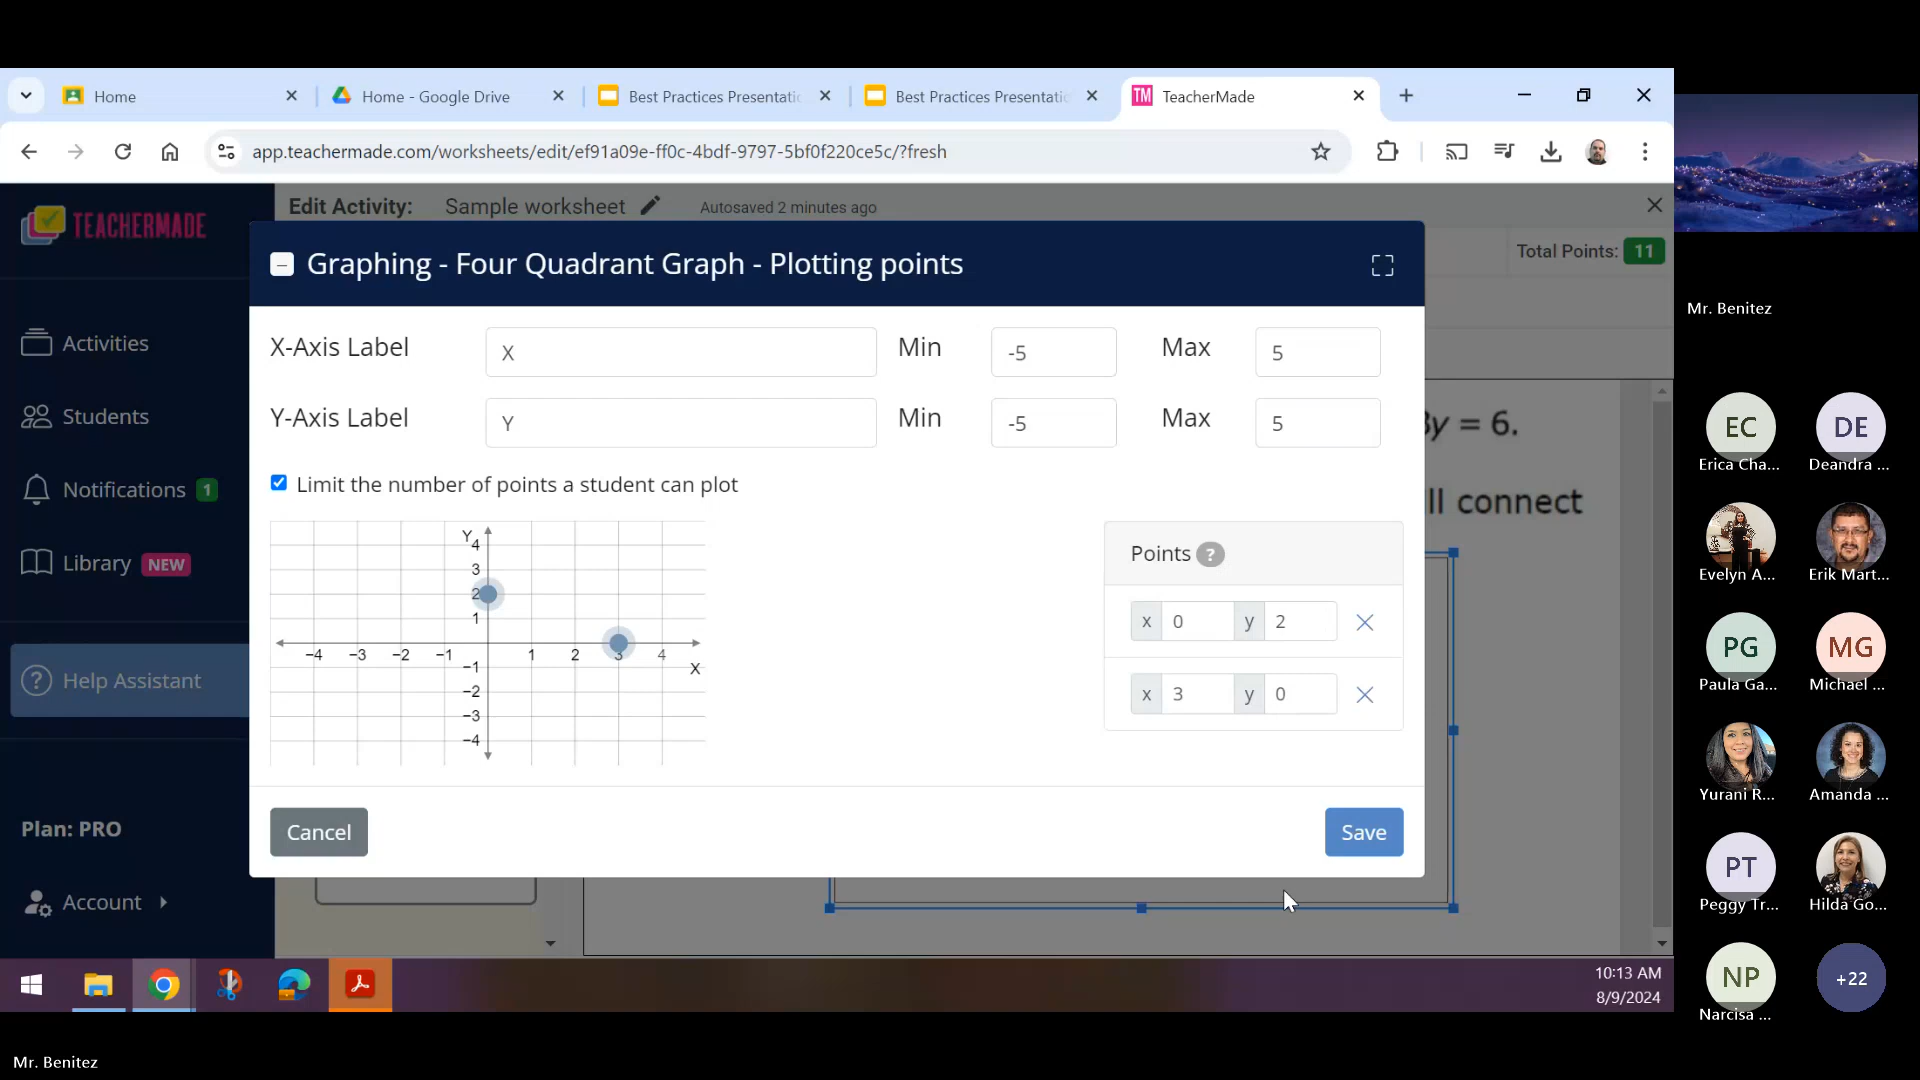 Home
Home - Google Drive
Best Practices Presentatio
Best Practices Presentatio
TM
TeacherMade
app.teachermade.com/worksheets/edit/ef91a09e-ff0c-4bdf-9797-5bf0f220ce5c/?fresh
TEACHERMADE
Edit Activity:
Sample worksheet
Autosaved 2 minutes ago
Total Points:
11
Graphing - Four Quadrant Graph - Plotting points
X-Axis Label
X
Min
-5
Max
5
Y-Axis Label
Y
Min
-5
Max
5
Limit the number of points a student can plot
y = 6.
ll connect
Y
4
3
2
1
−4 −3 −2 −1 1 2 3 4
X
−1
−2
−3
−4
Points ?
x 0 y 2
x 3 y 0
Cancel
Save
Activities
Students
Notifications 1
Library NEW
Help Assistant
Plan: PRO
Account
10:13 AM
8/9/2024
Mr. Benitez
EC
Erica Cha...
DE
Deandra ...
Evelyn A...
Erik Mart...
PG
Paula Ga...
MG
Michael ...
Yurani R...
Amanda ...
PT
Peggy Tr...
Hilda Go...
NP
Narcisa ...
+22
Mr. Benitez